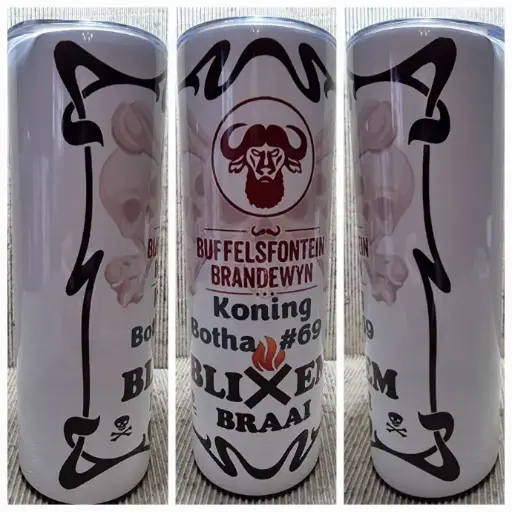 BUFFELSFONTEIN
BRANDEWYN
Koning
Botha #69
BLIXEM
BRAAI